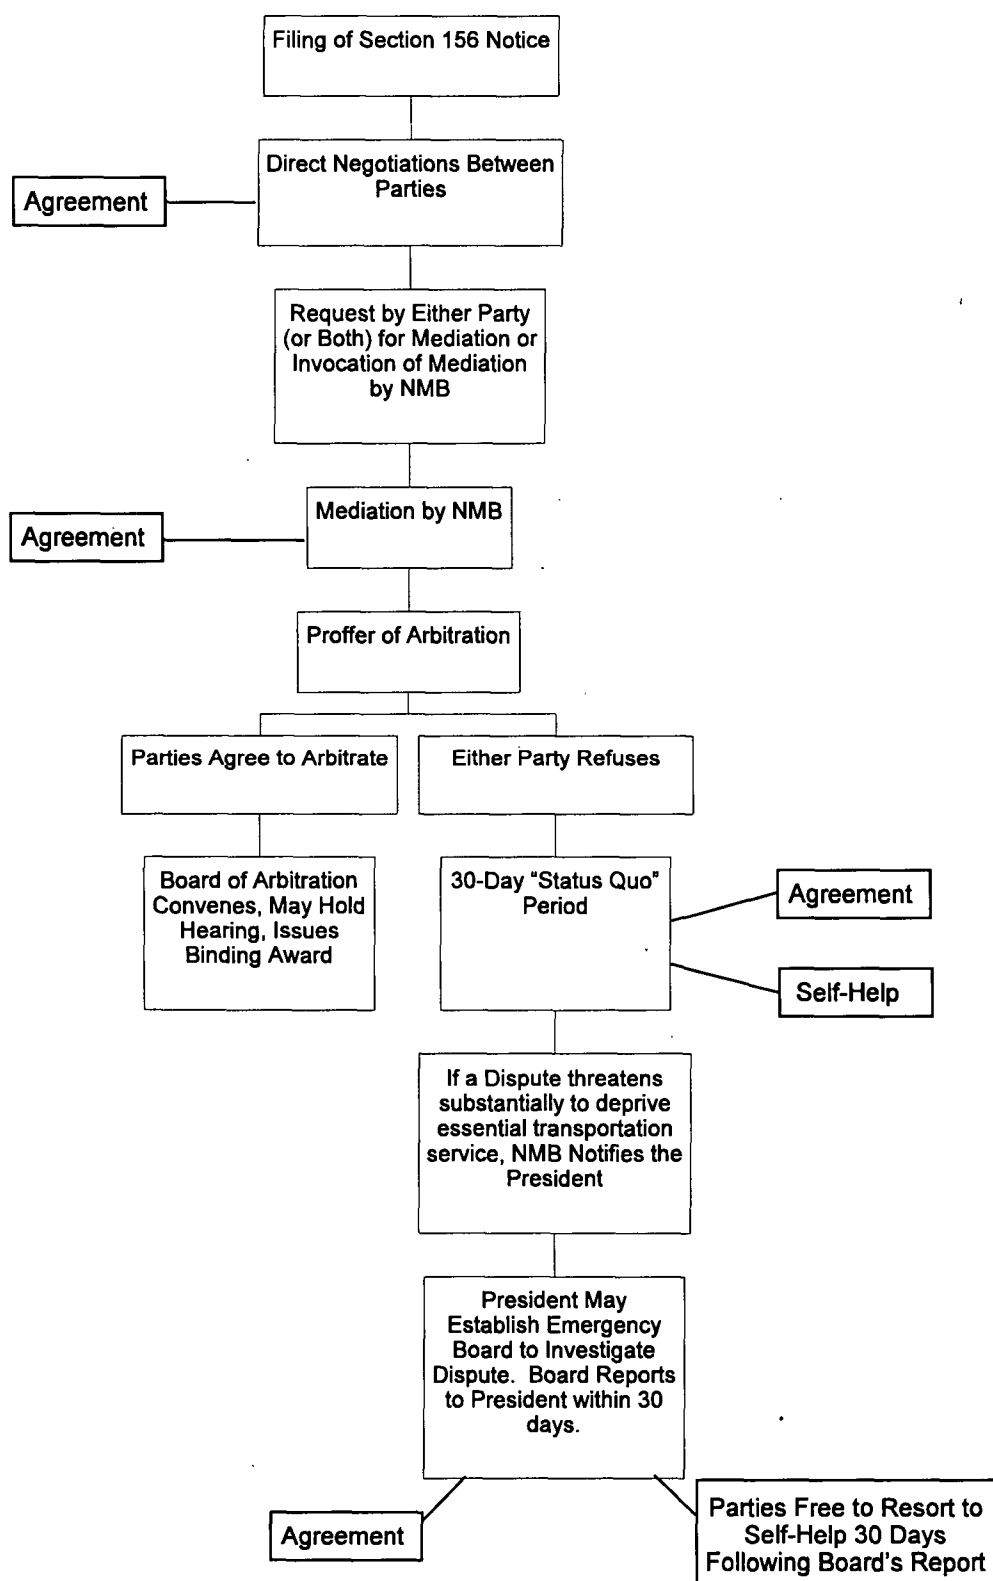 Filing of Section 156 Notice
Direct Negotiations Between
Parties
Agreement
Request by Either Party
(or Both) for Mediation or
Invocation of Mediation
by NMB
Mediation by NMB
Agreement
Proffer of Arbitration
Parties Agree to Arbitrate
Either Party Refuses
Board of Arbitration
Convenes, May Hold
Hearing, Issues
Binding Award
30-Day "Status Quo"
Period
Agreement
Self-Help
If a Dispute threatens
substantially to deprive
essential transportation
service, NMB Notifies the
President
President May
Establish Emergency
Board to Investigate
Dispute. Board Reports
to President within 30
days.
Agreement
Parties Free to Resort to
Self-Help 30 Days
Following Board's Report